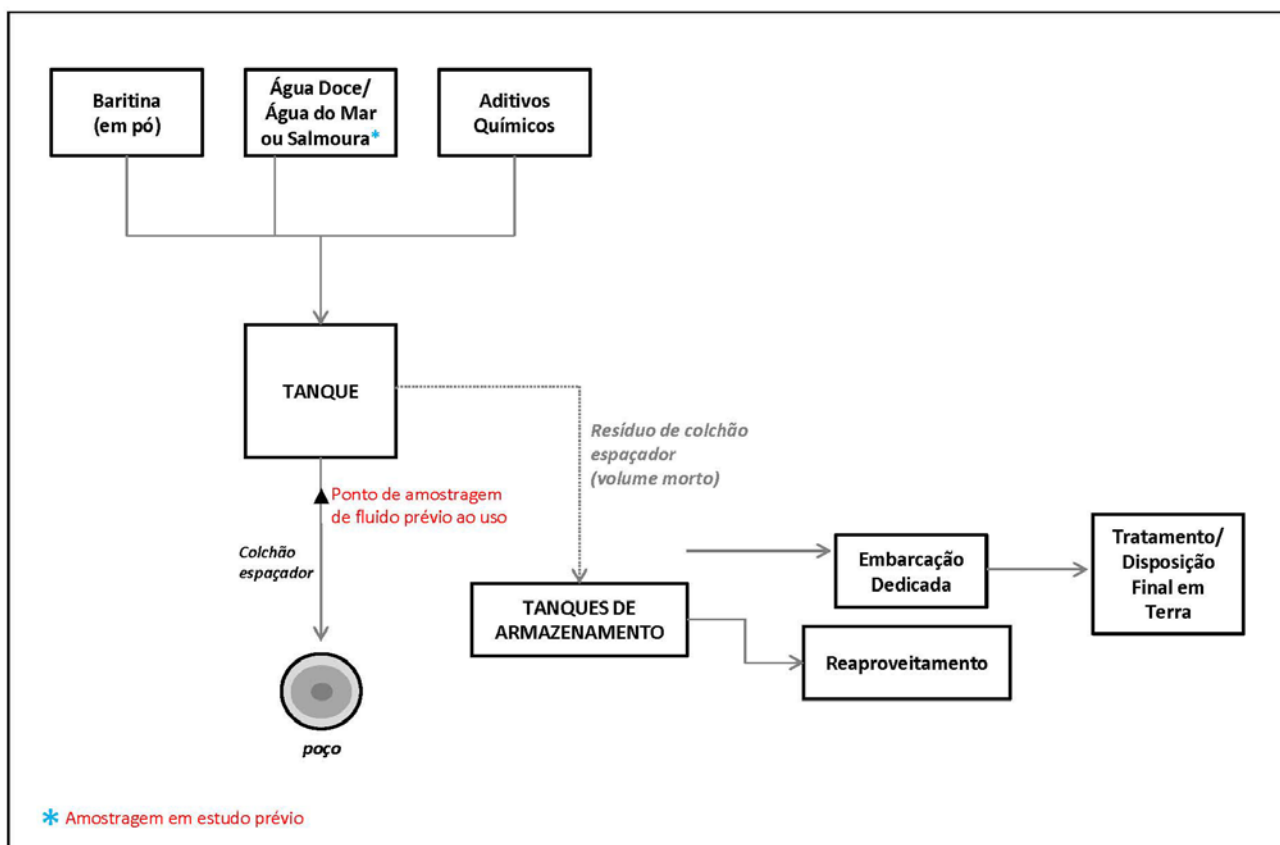 Baritina
(em pó)
Água Doce/
Água do Mar
ou Salmoura*
Aditivos
Químicos
TANQUE
Ponto de amostragem
de fluido prévio ao uso
Colchão
espaçador
poço
Resíduo de colchão
espaçador
(volume morto)
TANQUES DE
ARMAZENAMENTO
Embarcação
Dedicada
Tratamento/
Disposição
Final em
Terra
Reaproveitamento
* Amostragem em estudo prévio